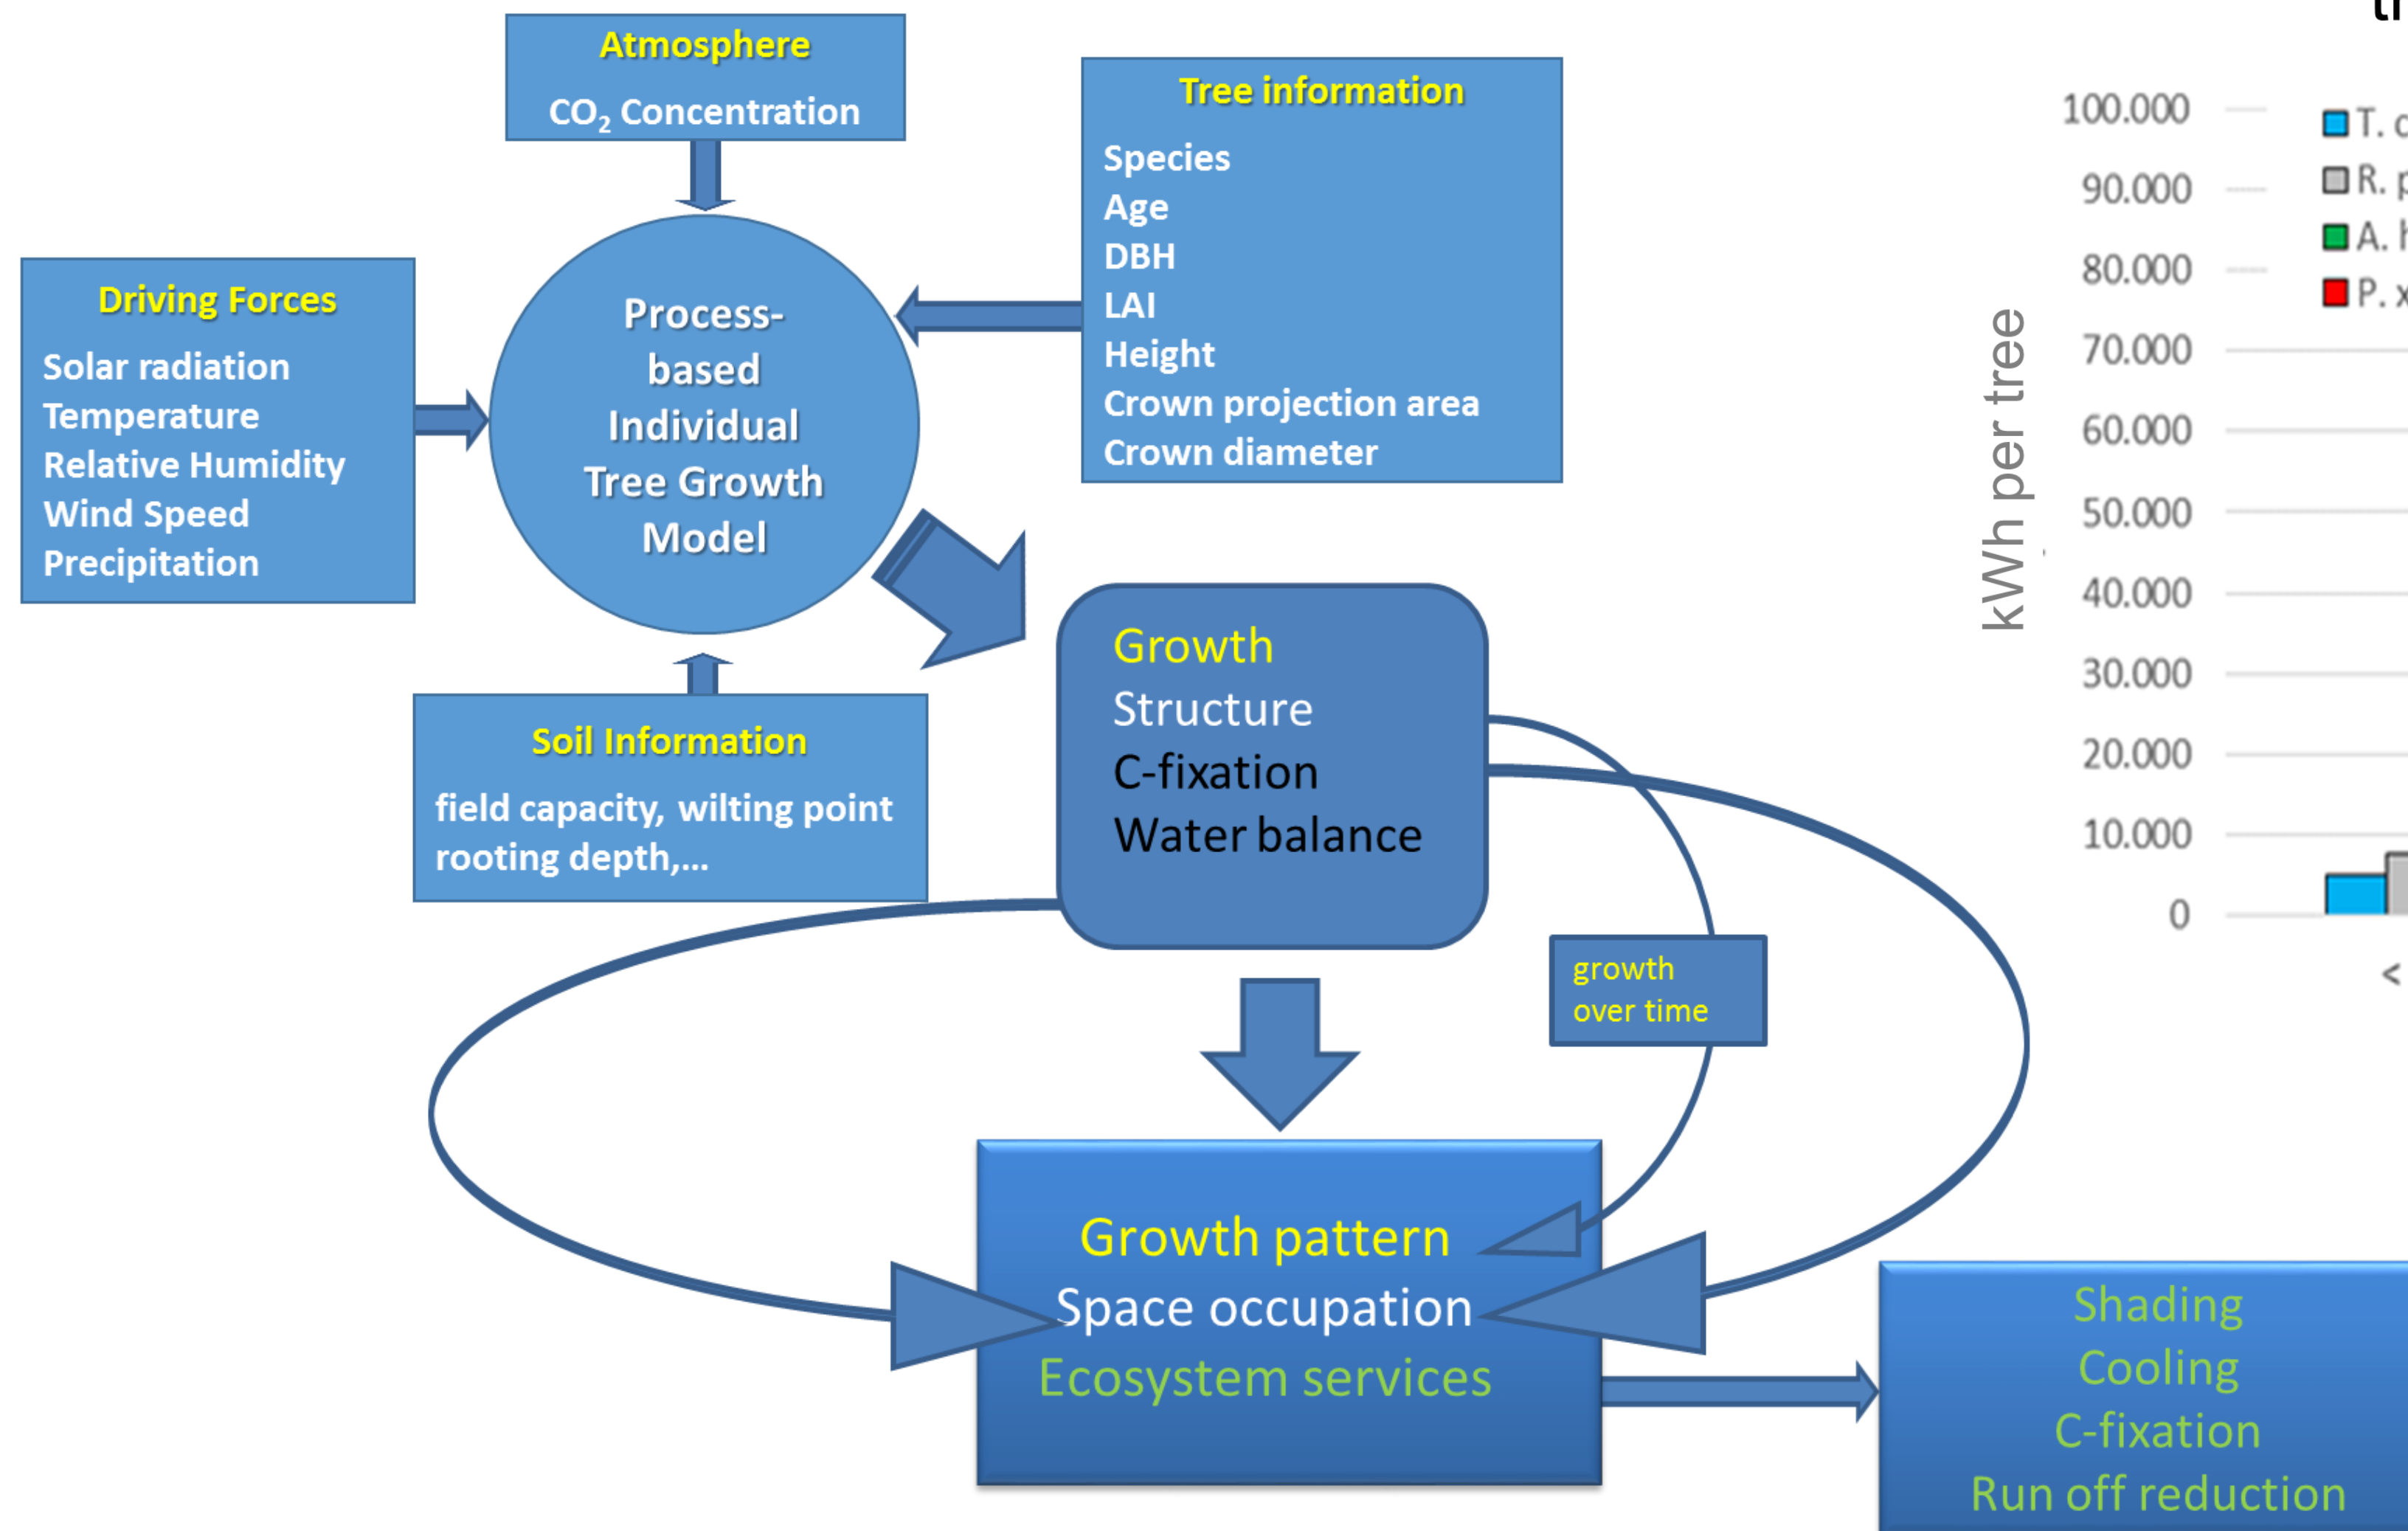 Atmosphere
CO₂ Concentration
Tree information
Species
Age
DBH
LAI
Height
Crown projection area
Crown diameter
Driving Forces
Solar radiation
Temperature
Relative Humidity
Wind Speed
Precipitation
Process-
based
Individual
Tree Growth
Model
Soil Information
field capacity, wilting point
rooting depth,...
Growth
Structure
C-fixation
Water balance
growth
over time
Growth pattern
Space occupation
Ecosystem services
Shading
Cooling
C-fixation
Run off reduction
kWh per tree
100.000
90.000
80.000
70.000
60.000
50.000
40.000
30.000
20.000
10.000
0
T.
R.
A.
P. x
<